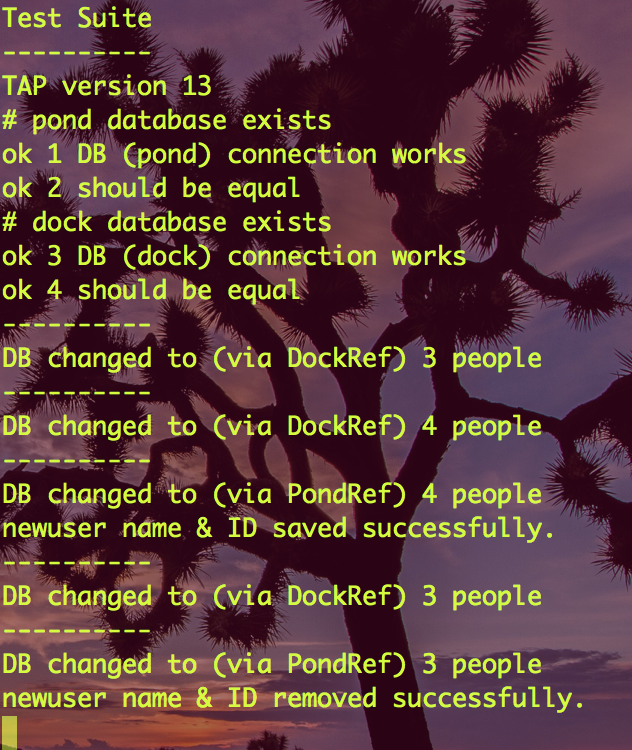 Test Suite
----------
TAP version 13
# pond database exists
ok 1 DB (pond) connection works
ok 2 should be equal
# dock database exists
ok 3 DB (dock) connection works
ok 4 should be equal
----------
DB changed to (via DockRef) 3 people
----------
DB changed to (via DockRef) 4 people
----------
DB changed to (via PondRef) 4 people
newuser name & ID saved successfully.
----------
DB changed to (via DockRef) 3 people
----------
DB changed to (via PondRef) 3 people
newuser name & ID removed successfully.